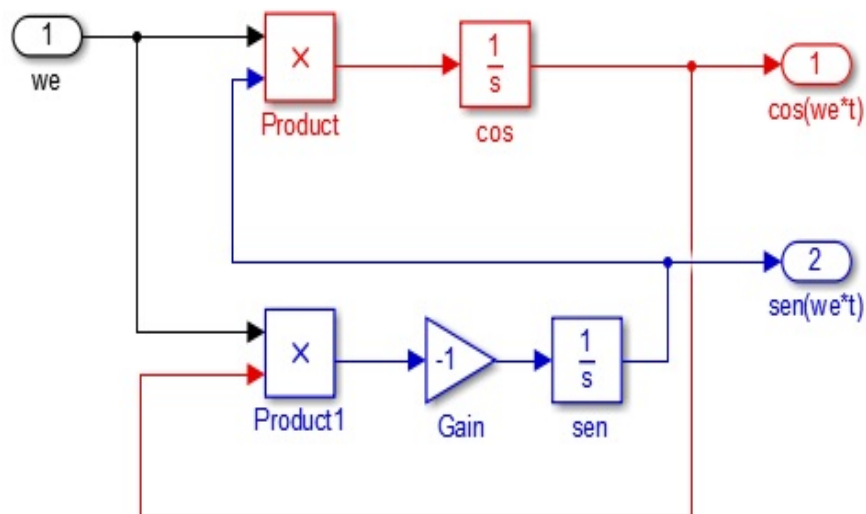 1
we
×
Product
1
s
cos
1
cos(we*t)
2
sen(we*t)
×
Product1
-1
Gain
1
s
sen